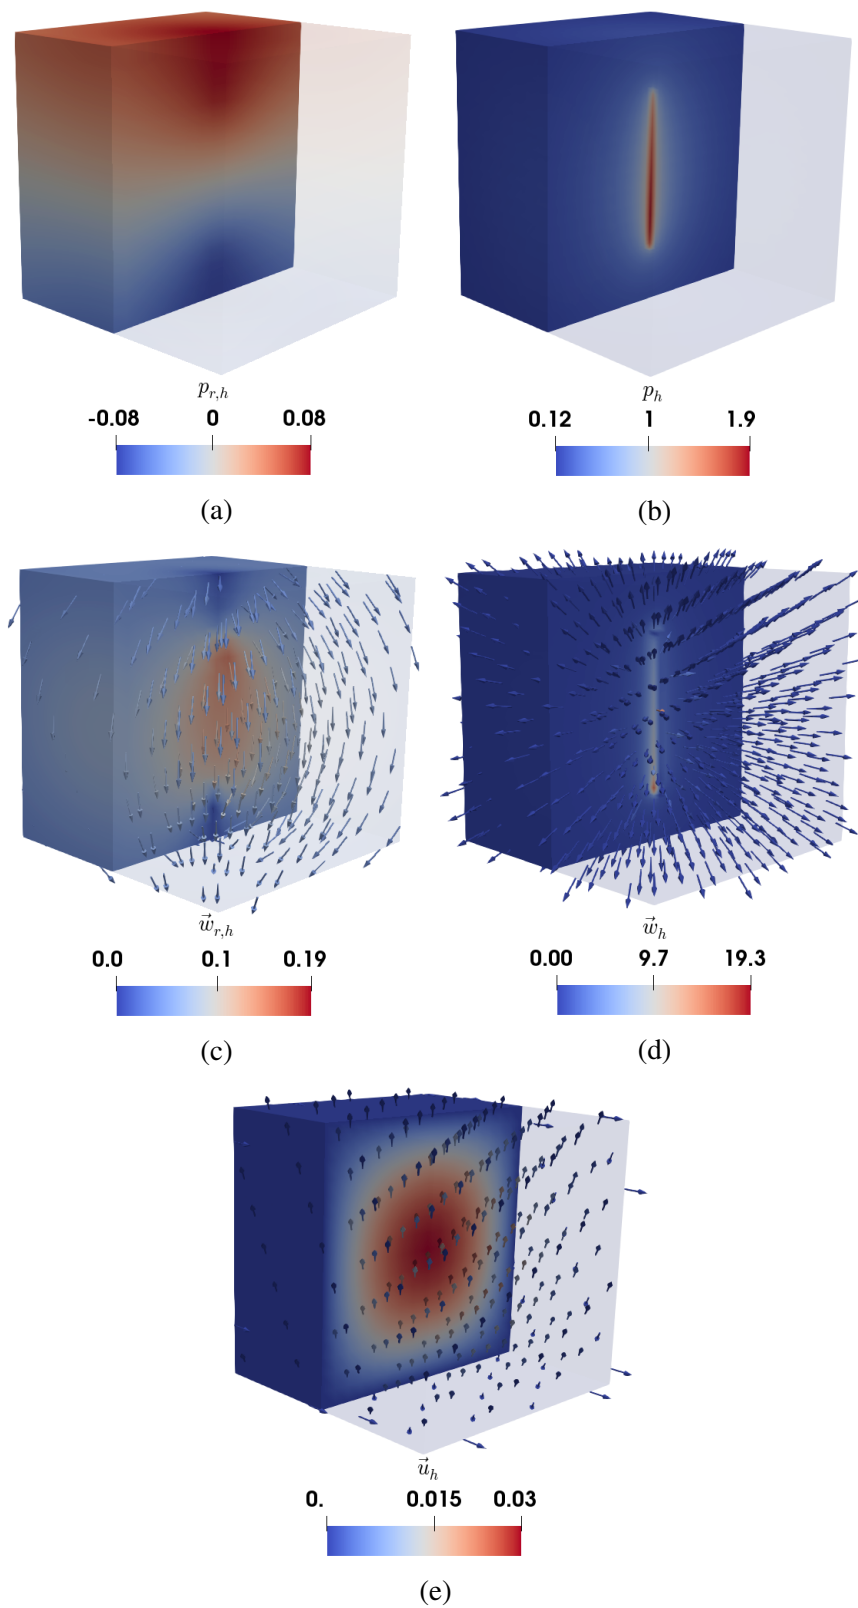 p_{r,h}
-0.08 0 0.08
(a)
p_h
0.12 1 1.9
(b)
\vec{w}_{r,h}
0.0 0.1 0.19
(c)
\vec{w}_h
0.00 9.7 19.3
(d)
\vec{u}_h
0. 0.015 0.03
(e)